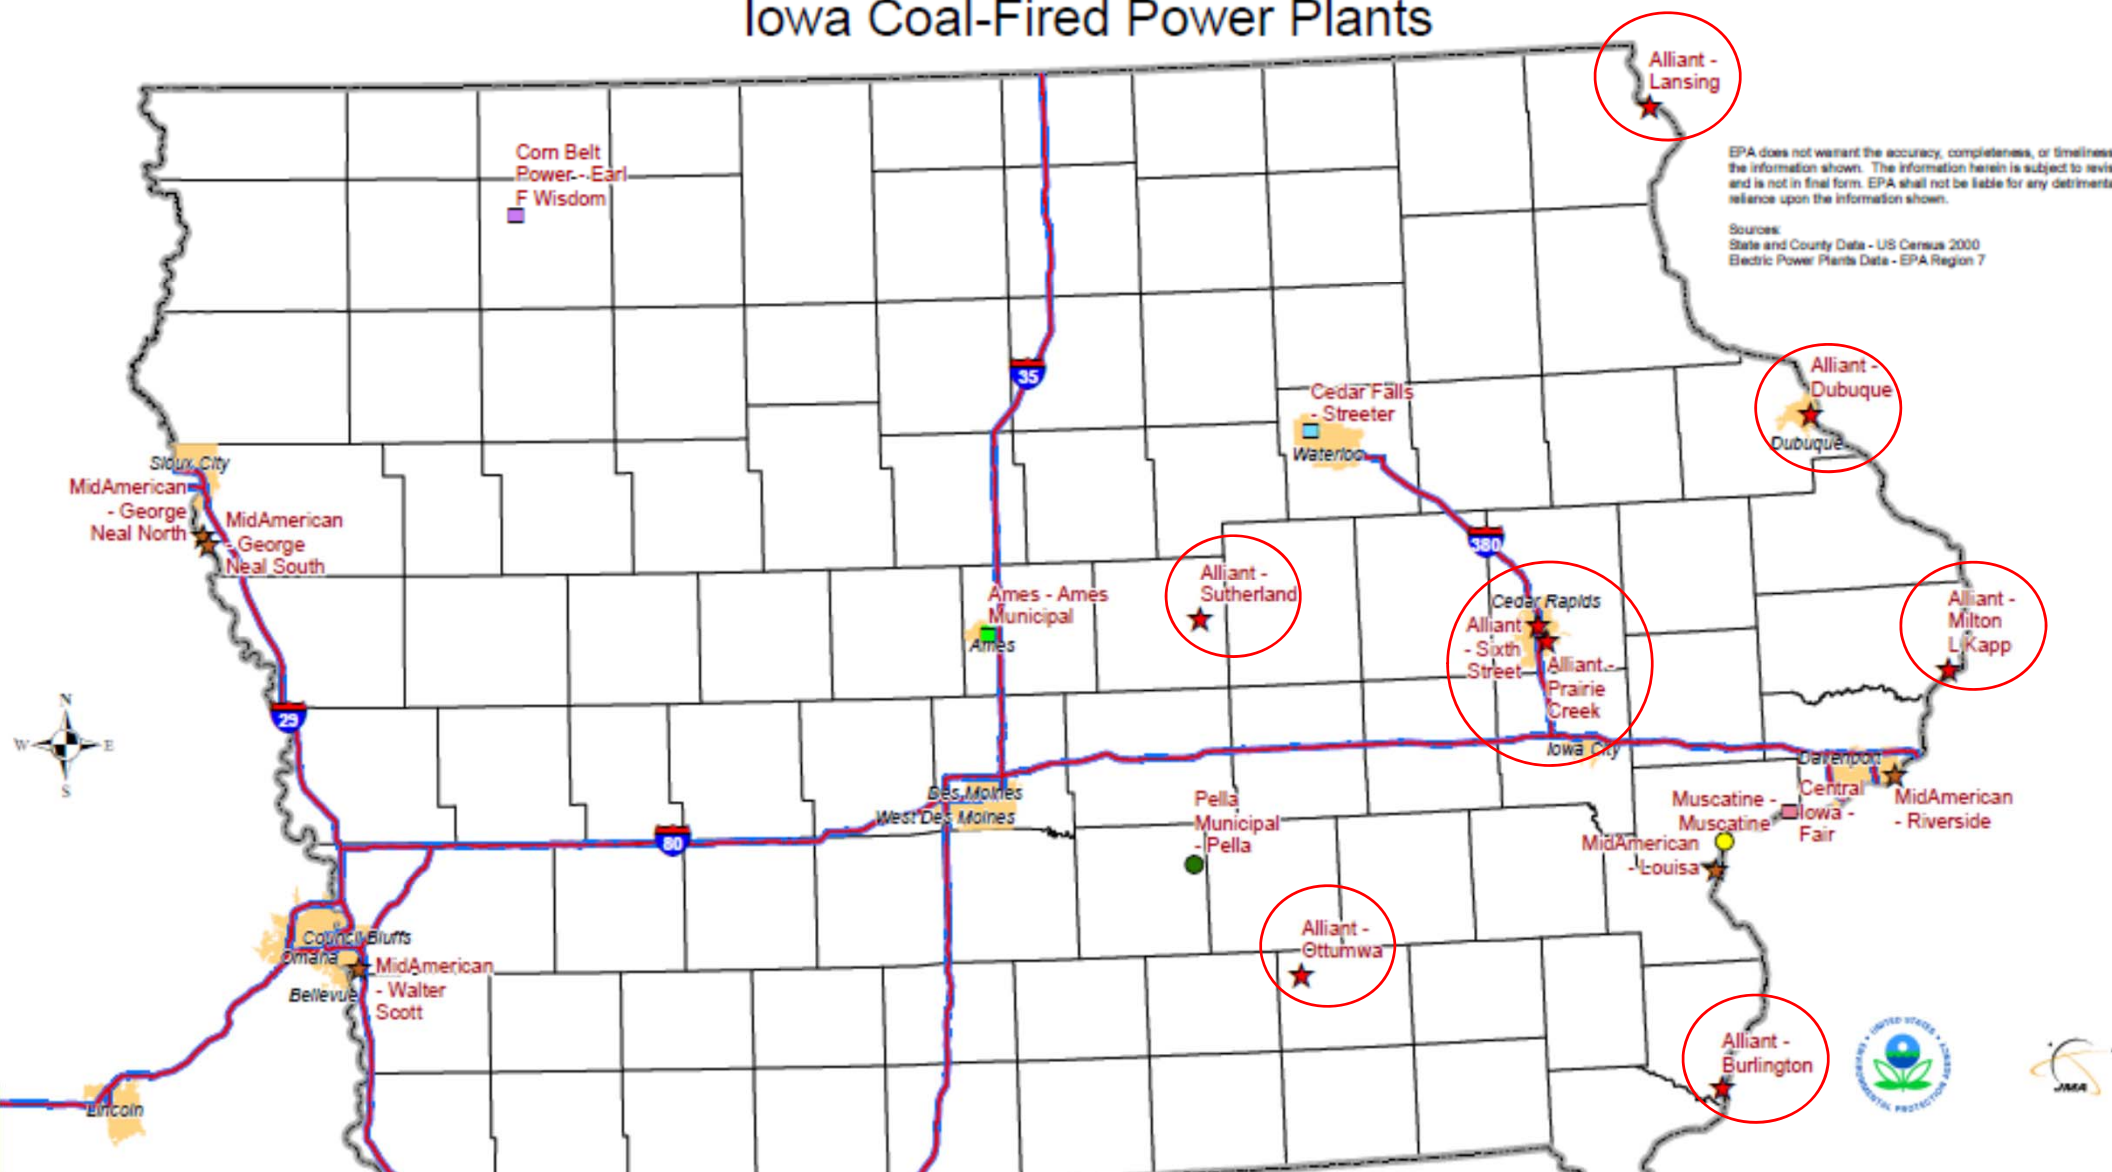 Iowa Coal-Fired Power Plants
Alliant -
Lansing
Corn Belt
Power - Earl
F Wisdom
EPA does not warrant the accuracy, completeness, or timeliness
the information shown. The information herein is subject to revis
and is not in final form. EPA shall not be liable for any detrimenta
reliance upon the information shown.
Sources:
State and County Data - US Census 2000
Electric Power Plants Data - EPA Region 7
35
Alliant -
Dubuque
Dubuque
Cedar Falls
- Streeter
Waterloo
Sioux City
MidAmerican
- George
Neal North
MidAmerican
- George
Neal South
380
Alliant -
Sutherland
Ames - Ames
Municipal
Ames
Cedar Rapids
Alliant
- Sixth
Street
Alliant -
Prairie
Creek
Iowa City
Alliant -
Milton
L Kapp
N
W
E
S
29
80
Des Moines
West Des Moines
Pella
Municipal
- Pella
Davenport
Central
Iowa -
Fair
MidAmerican
- Riverside
Muscatine -
Muscatine
MidAmerican
- Louisa
Council Bluffs
Omaha
Bellevue
MidAmerican
- Walter
Scott
Alliant -
Ottumwa
Lincoln
Alliant -
Burlington
UNITED STATES
ENVIRONMENTAL PROTECTION AGENCY
JMA